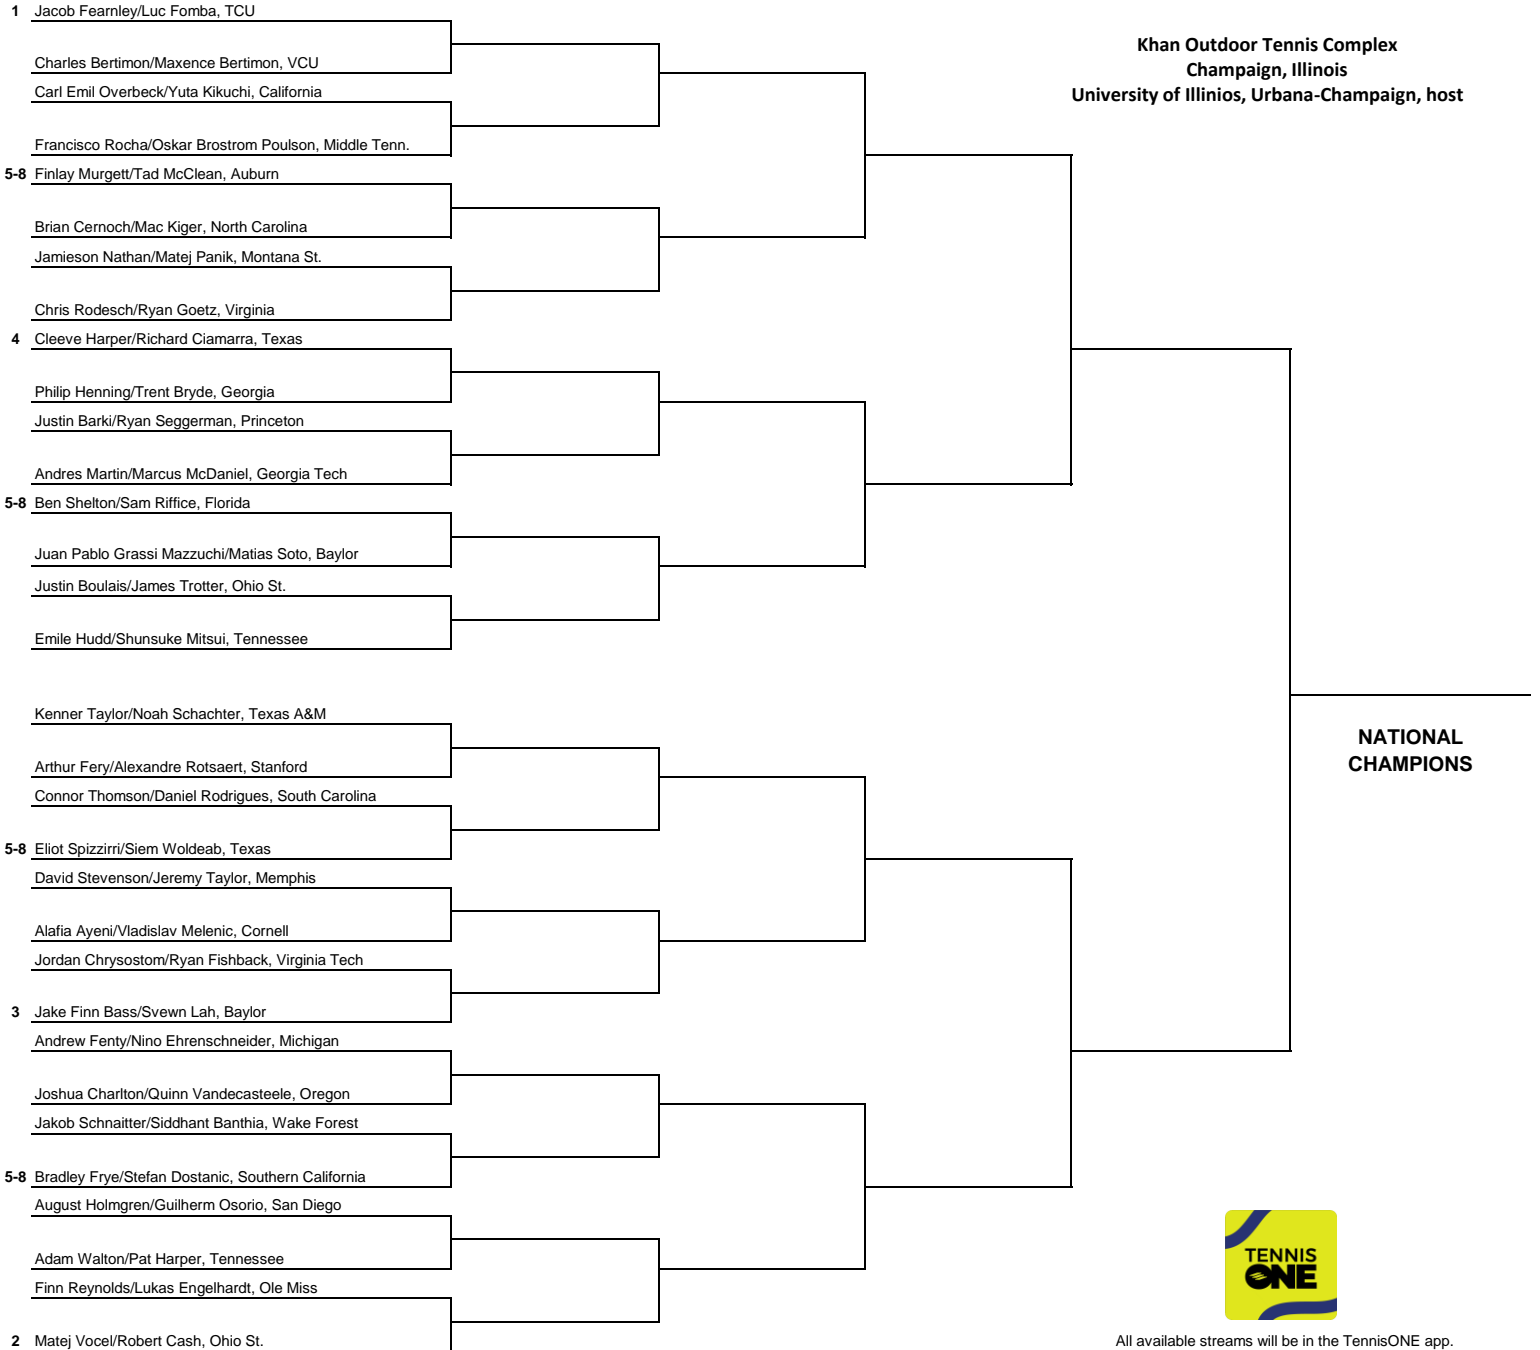 1 Jacob Fearnley/Luc Fomba, TCU
Khan Outdoor Tennis Complex
Charles Bertimon/Maxence Bertimon, VCU
Champaign, Illinois
Carl Emil Overbeck/Yuta Kikuchi, California
University of Illinios, Urbana-Champaign, host
Francisco Rocha/Oskar Brostrom Poulson, Middle Tenn.
5-8 Finlay Murgett/Tad McClean, Auburn
Brian Cernoch/Mac Kiger, North Carolina
Jamieson Nathan/Matej Panik, Montana St.
Chris Rodesch/Ryan Goetz, Virginia
4 Cleeve Harper/Richard Ciamarra, Texas
Philip Henning/Trent Bryde, Georgia
Justin Barki/Ryan Seggerman, Princeton
Andres Martin/Marcus McDaniel, Georgia Tech
5-8 Ben Shelton/Sam Riffice, Florida
Juan Pablo Grassi Mazzuchi/Matias Soto, Baylor
Justin Boulais/James Trotter, Ohio St.
Emile Hudd/Shunsuke Mitsui, Tennessee
Kenner Taylor/Noah Schachter, Texas A&M
NATIONAL
CHAMPIONS
Arthur Fery/Alexandre Rotsaert, Stanford
Connor Thomson/Daniel Rodrigues, South Carolina
5-8 Eliot Spizzirri/Siem Woldeab, Texas
David Stevenson/Jeremy Taylor, Memphis
Alafia Ayeni/Vladislav Melenic, Cornell
Jordan Chrysostom/Ryan Fishback, Virginia Tech
3 Jake Finn Bass/Svewn Lah, Baylor
Andrew Fenty/Nino Ehrenschneider, Michigan
Joshua Charlton/Quinn Vandecasteele, Oregon
Jakob Schnaitter/Siddhant Banthia, Wake Forest
5-8 Bradley Frye/Stefan Dostanic, Southern California
August Holmgren/Guilherm Osorio, San Diego
Adam Walton/Pat Harper, Tennessee
Finn Reynolds/Lukas Engelhardt, Ole Miss
2 Matej Vocel/Robert Cash, Ohio St.
TENNIS
ONE
All available streams will be in the TennisONE app.